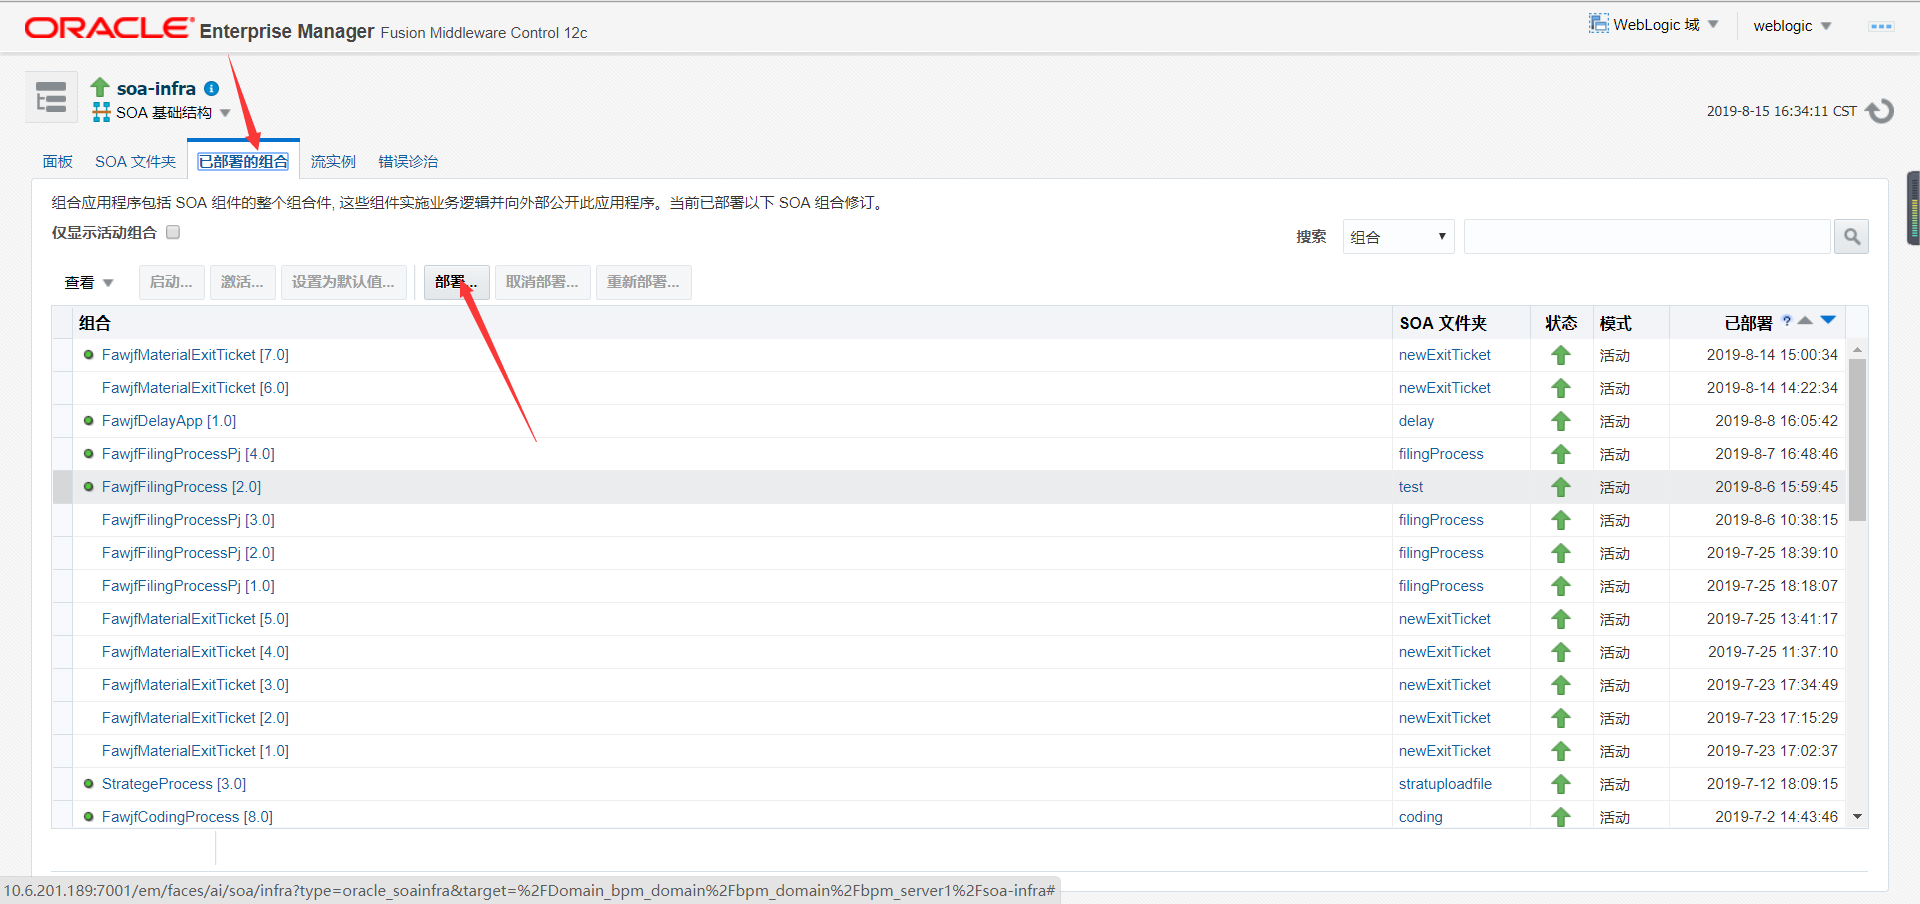 ORACLE Enterprise Manager Fusion Middleware Control 12c
WebLogic 域
weblogic
soa-infra
SOA 基础结构
2019-8-15 16:34:11 CST
面板 SOA 文件夹 已部署的组合 流实例 错误诊治
组合应用程序包括 SOA 组件的整个组合件, 这些组件实施业务逻辑并向外部公开此应用程序。当前已部署以下 SOA 组合修订。
仅显示活动组合
搜索 组合
查看 启动... 激活... 设置为默认值... 部署... 取消部署... 重新部署...
组合 SOA 文件夹 状态 模式 已部署 ?
FawjfMaterialExitTicket [7.0] newExitTicket 活动 2019-8-14 15:00:34
FawjfMaterialExitTicket [6.0] newExitTicket 活动 2019-8-14 14:22:34
FawjfDelayApp [1.0] delay 活动 2019-8-8 16:05:42
FawjfFilingProcessPj [4.0] filingProcess 活动 2019-8-7 16:48:46
FawjfFilingProcess [2.0] test 活动 2019-8-6 15:59:45
FawjfFilingProcessPj [3.0] filingProcess 活动 2019-8-6 10:38:15
FawjfFilingProcessPj [2.0] filingProcess 活动 2019-7-25 18:39:10
FawjfFilingProcessPj [1.0] filingProcess 活动 2019-7-25 18:18:07
FawjfMaterialExitTicket [5.0] newExitTicket 活动 2019-7-25 13:41:17
FawjfMaterialExitTicket [4.0] newExitTicket 活动 2019-7-25 11:37:10
FawjfMaterialExitTicket [3.0] newExitTicket 活动 2019-7-23 17:34:49
FawjfMaterialExitTicket [2.0] newExitTicket 活动 2019-7-23 17:15:29
FawjfMaterialExitTicket [1.0] newExitTicket 活动 2019-7-23 17:02:37
StrategeProcess [3.0] stratuploadfile 活动 2019-7-12 18:09:15
FawjfCodingProcess [8.0] coding 活动 2019-7-2 14:43:46
10.6.201.189:7001/em/faces/ai/soa/infra?type=oracle_soainfra&target=%2FDomain_bpm_domain%2Fbpm_domain%2Fbpm_server1%2Fsoa-infra#